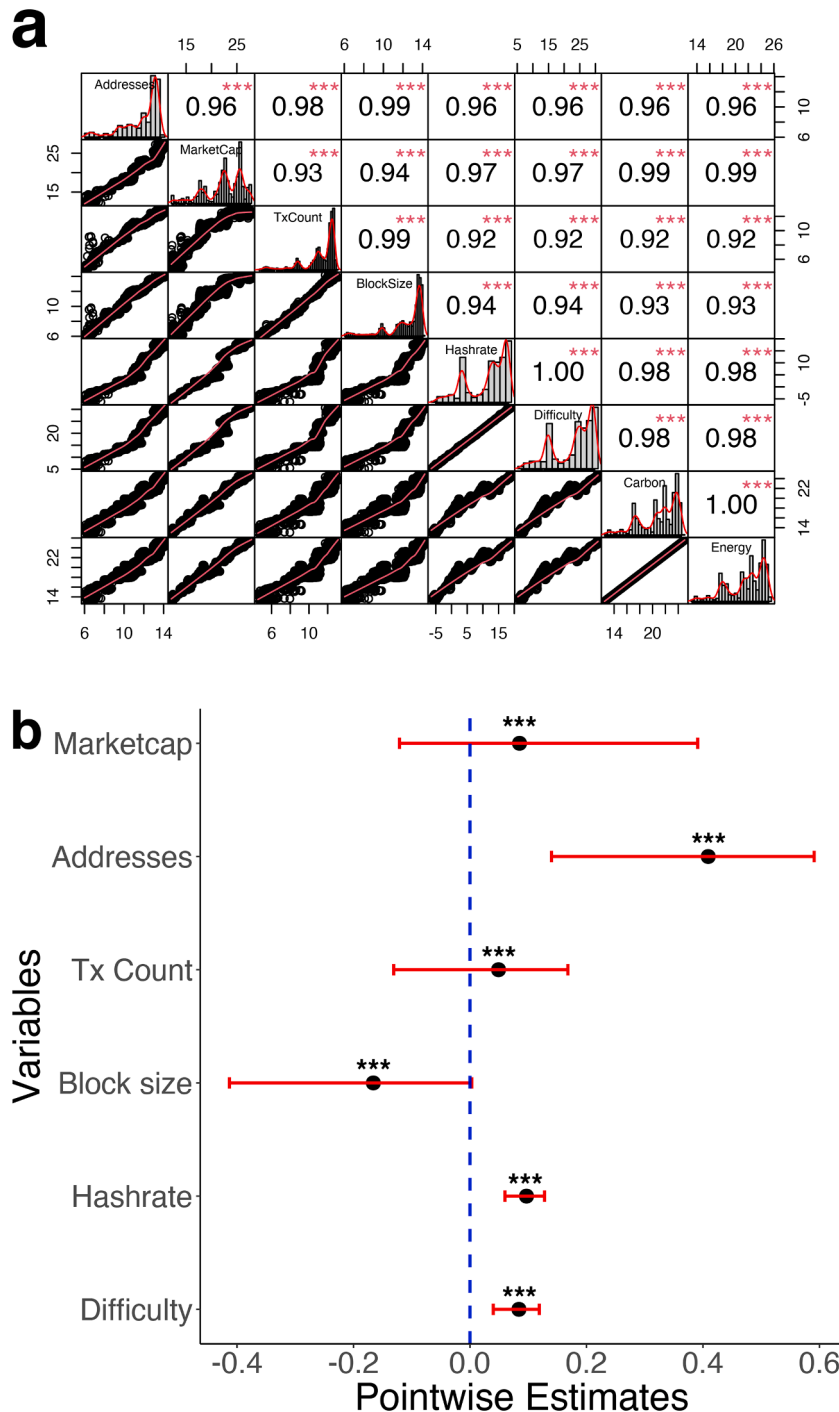 a
15 25 6 10 14 5 15 25 14 20 26
Addresses *** 0.96 *** 0.98 *** 0.99 *** 0.96 *** 0.96 *** 0.96 *** 0.96 6 10
15 25 MarketCap *** 0.93 *** 0.94 *** 0.97 *** 0.97 *** 0.99 *** 0.99
TxCount *** 0.99 *** 0.92 *** 0.92 *** 0.92 *** 0.92 6 10
6 10 BlockSize *** 0.94 *** 0.94 *** 0.93 *** 0.93
Hashrate *** 1.00 *** 0.98 *** 0.98 -5 10
5 20 Difficulty *** 0.98 *** 0.98
Carbon *** 1.00 14 22
14 22 Energy
6 10 14 6 10 -5 5 15 14 20
b
Variables
Marketcap ***
Addresses ***
Tx Count ***
Block size ***
Hashrate ***
Difficulty ***
-0.4 -0.2 0.0 0.2 0.4 0.6
Pointwise Estimates